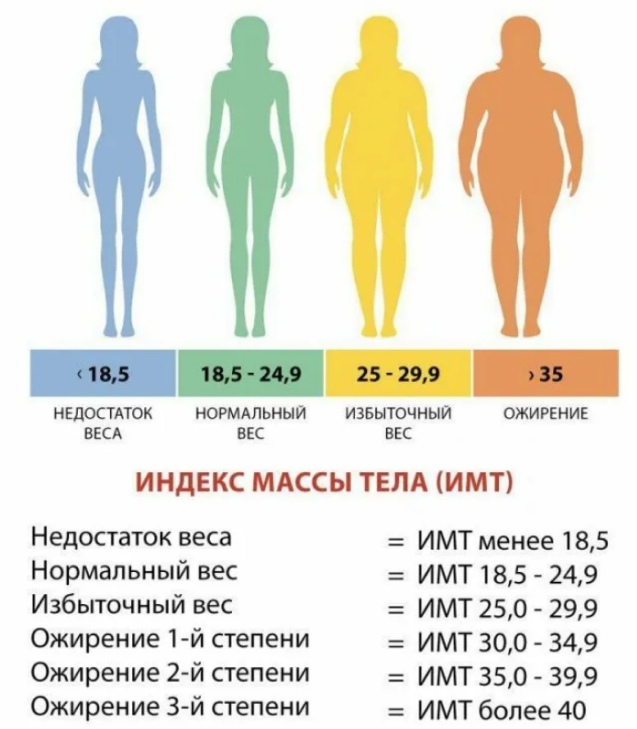 ‹ 18,5
18,5 - 24,9
25 - 29,9
› 35
НЕДОСТАТОК
ВЕСА
НОРМАЛЬНЫЙ
ВЕС
ИЗБЫТОЧНЫЙ
ВЕС
ОЖИРЕНИЕ
ИНДЕКС МАССЫ ТЕЛА (ИМТ)
Недостаток веса = ИМТ менее 18,5
Нормальный вес = ИМТ 18,5 - 24,9
Избыточный вес = ИМТ 25,0 - 29,9
Ожирение 1-й степени = ИМТ 30,0 - 34,9
Ожирение 2-й степени = ИМТ 35,0 - 39,9
Ожирение 3-й степени = ИМТ более 40